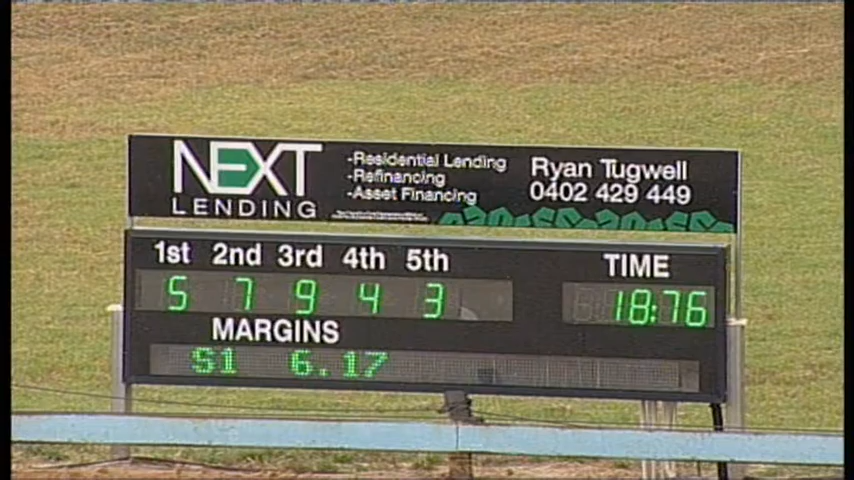 NEXT
LENDING
-Residential Lending
-Refinancing
-Asset Financing
Ryan Tugwell
0402 429 449
1st 2nd 3rd 4th 5th TIME
5 7 9 4 3 18:76
MARGINS
S1 6.17